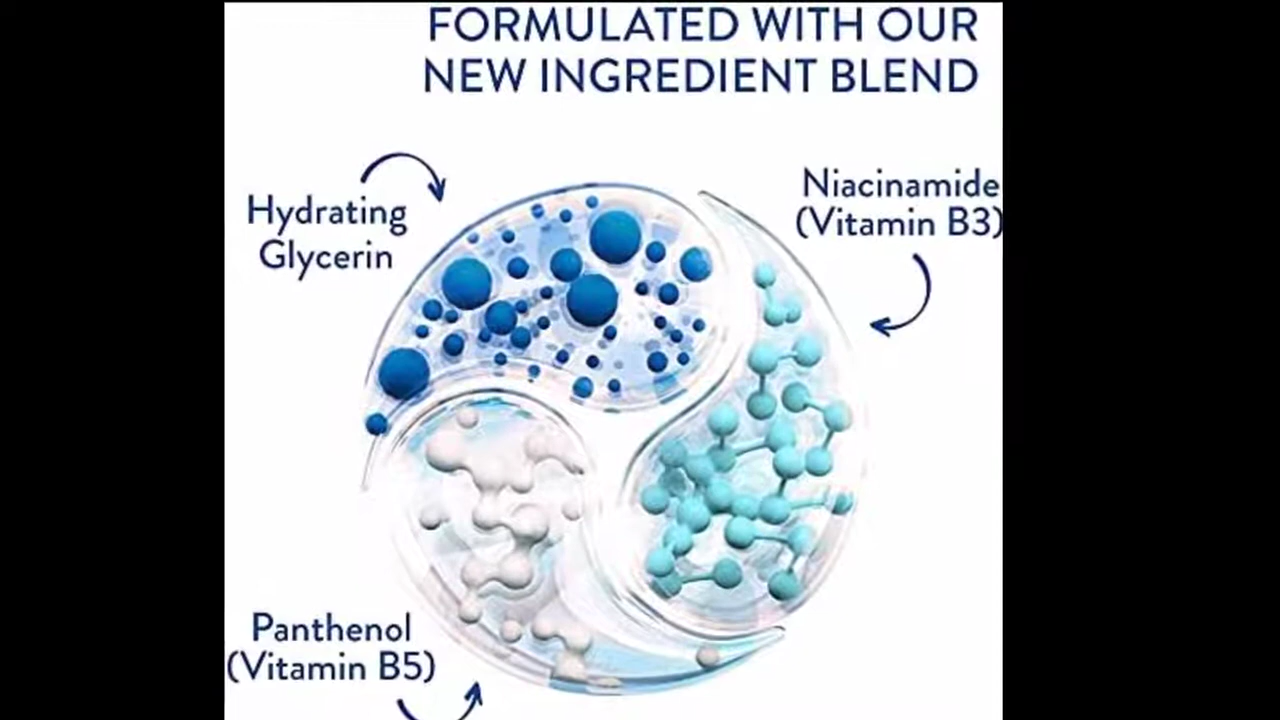 FORMULATED WITH OUR
NEW INGREDIENT BLEND
Hydrating
Glycerin
Niacinamide
(Vitamin B3)
Panthenol
(Vitamin B5)